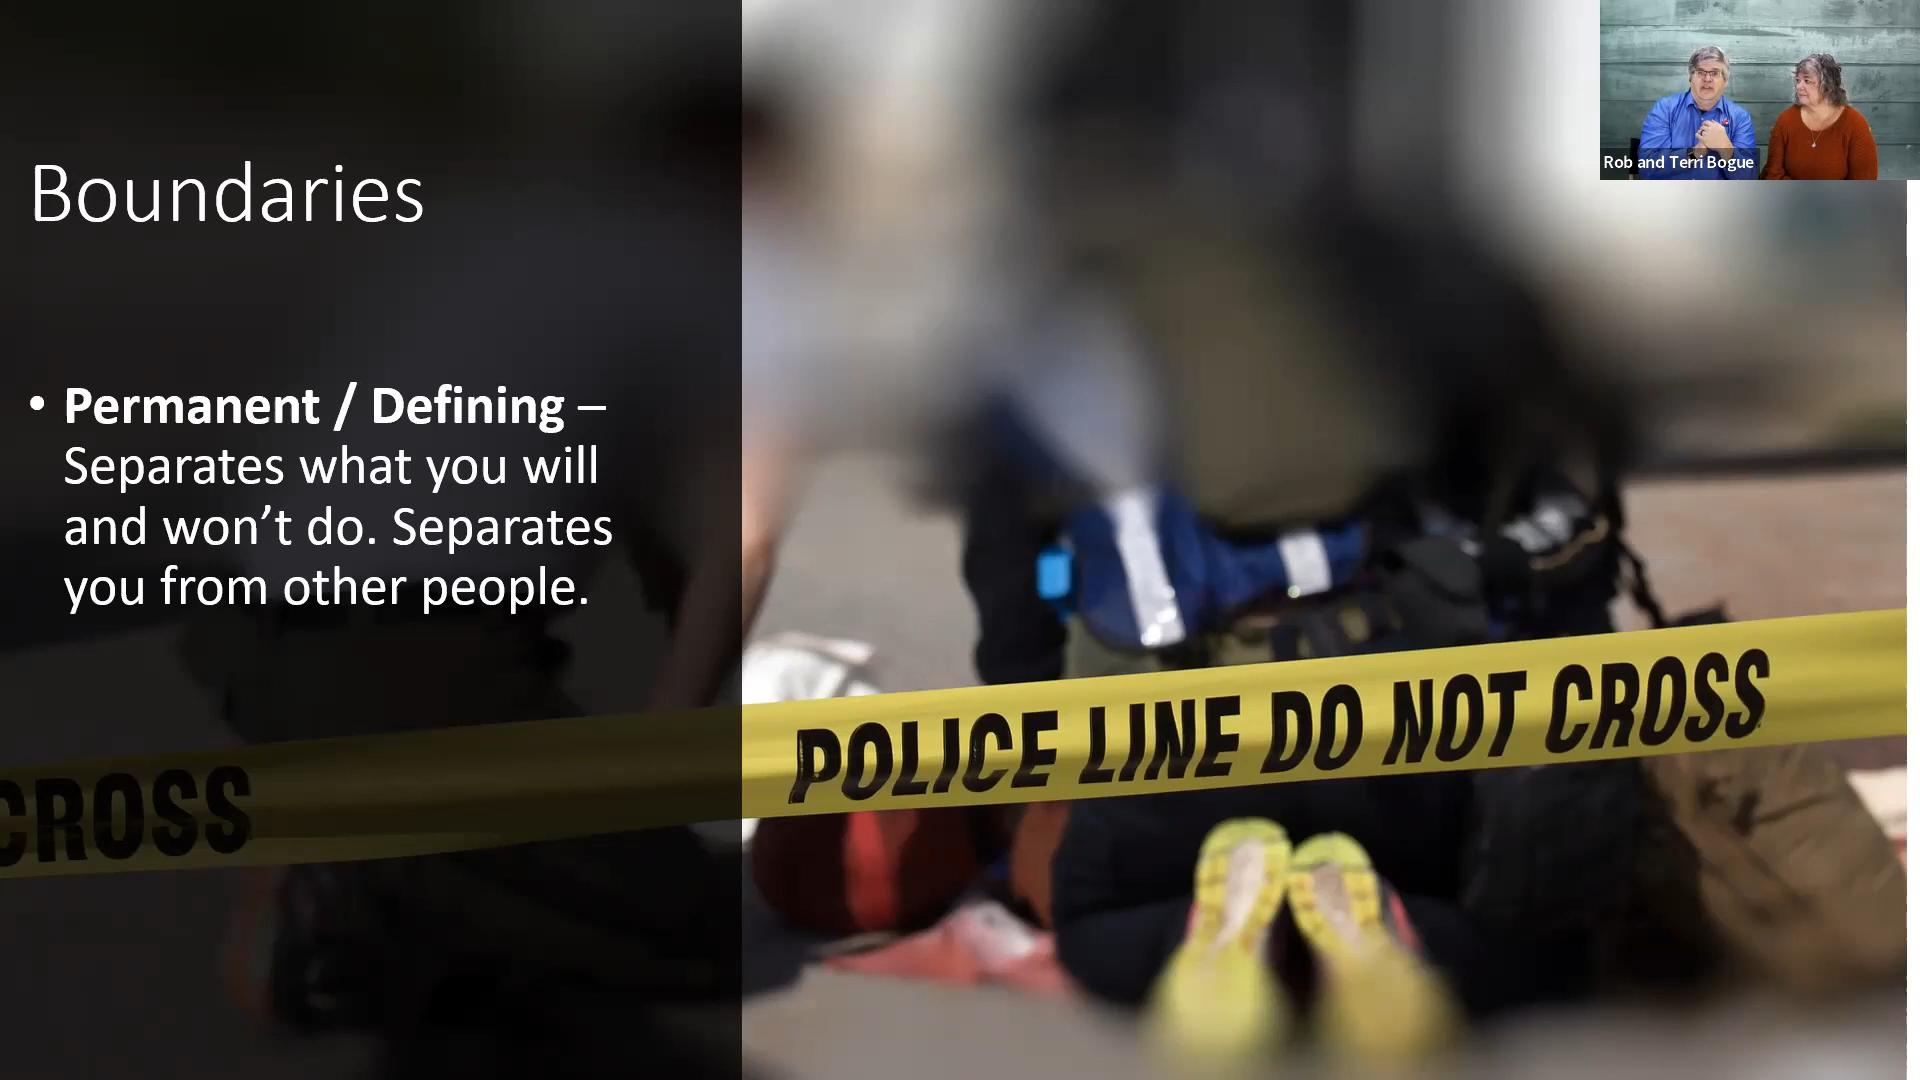 Rob and Terri Bogue
Boundaries
• Permanent / Defining –
Separates what you will
and won’t do. Separates
you from other people.
POLICE LINE DO NOT CROSS
CROSS